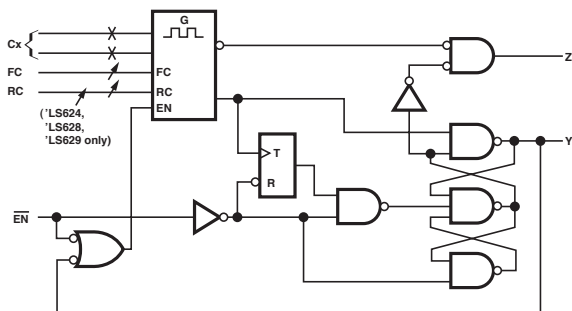 G
Cx
FC
RC
FC
RC
EN
('LS624,
'LS628,
'LS629 only)
T
R
EN
Z
Y